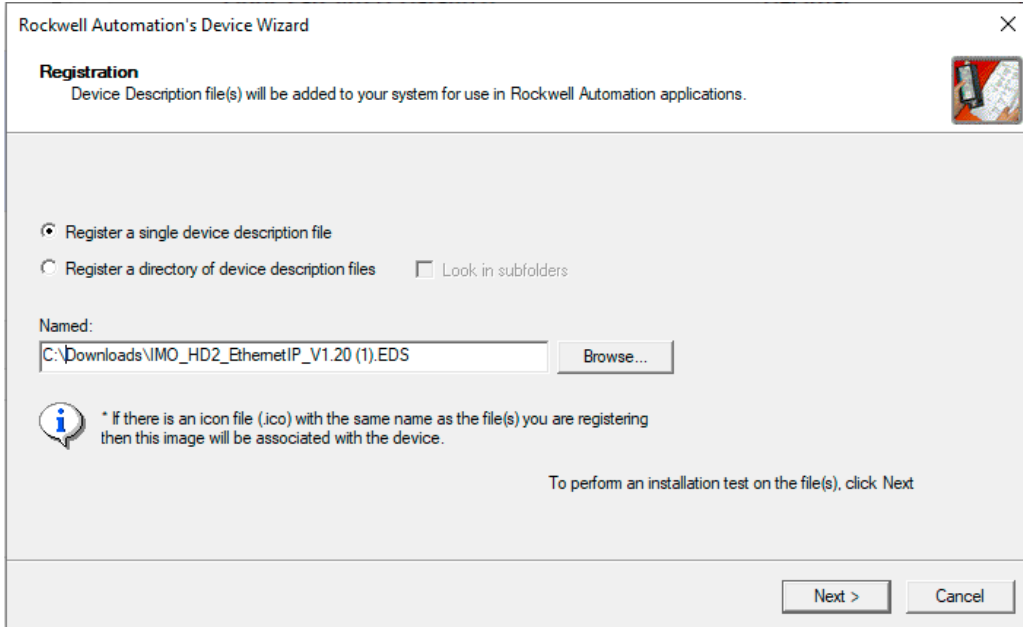 Rockwell Automation's Device Wizard
Registration
Device Description file(s) will be added to your system for use in Rockwell Automation applications.
Register a single device description file
Register a directory of device description files
Look in subfolders
Named:
C:\Downloads\IMO_HD2_EthernetIP_V1.20 (1).EDS
Browse...
* If there is an icon file (.ico) with the same name as the file(s) you are registering
then this image will be associated with the device.
To perform an installation test on the file(s), click Next
Next >
Cancel